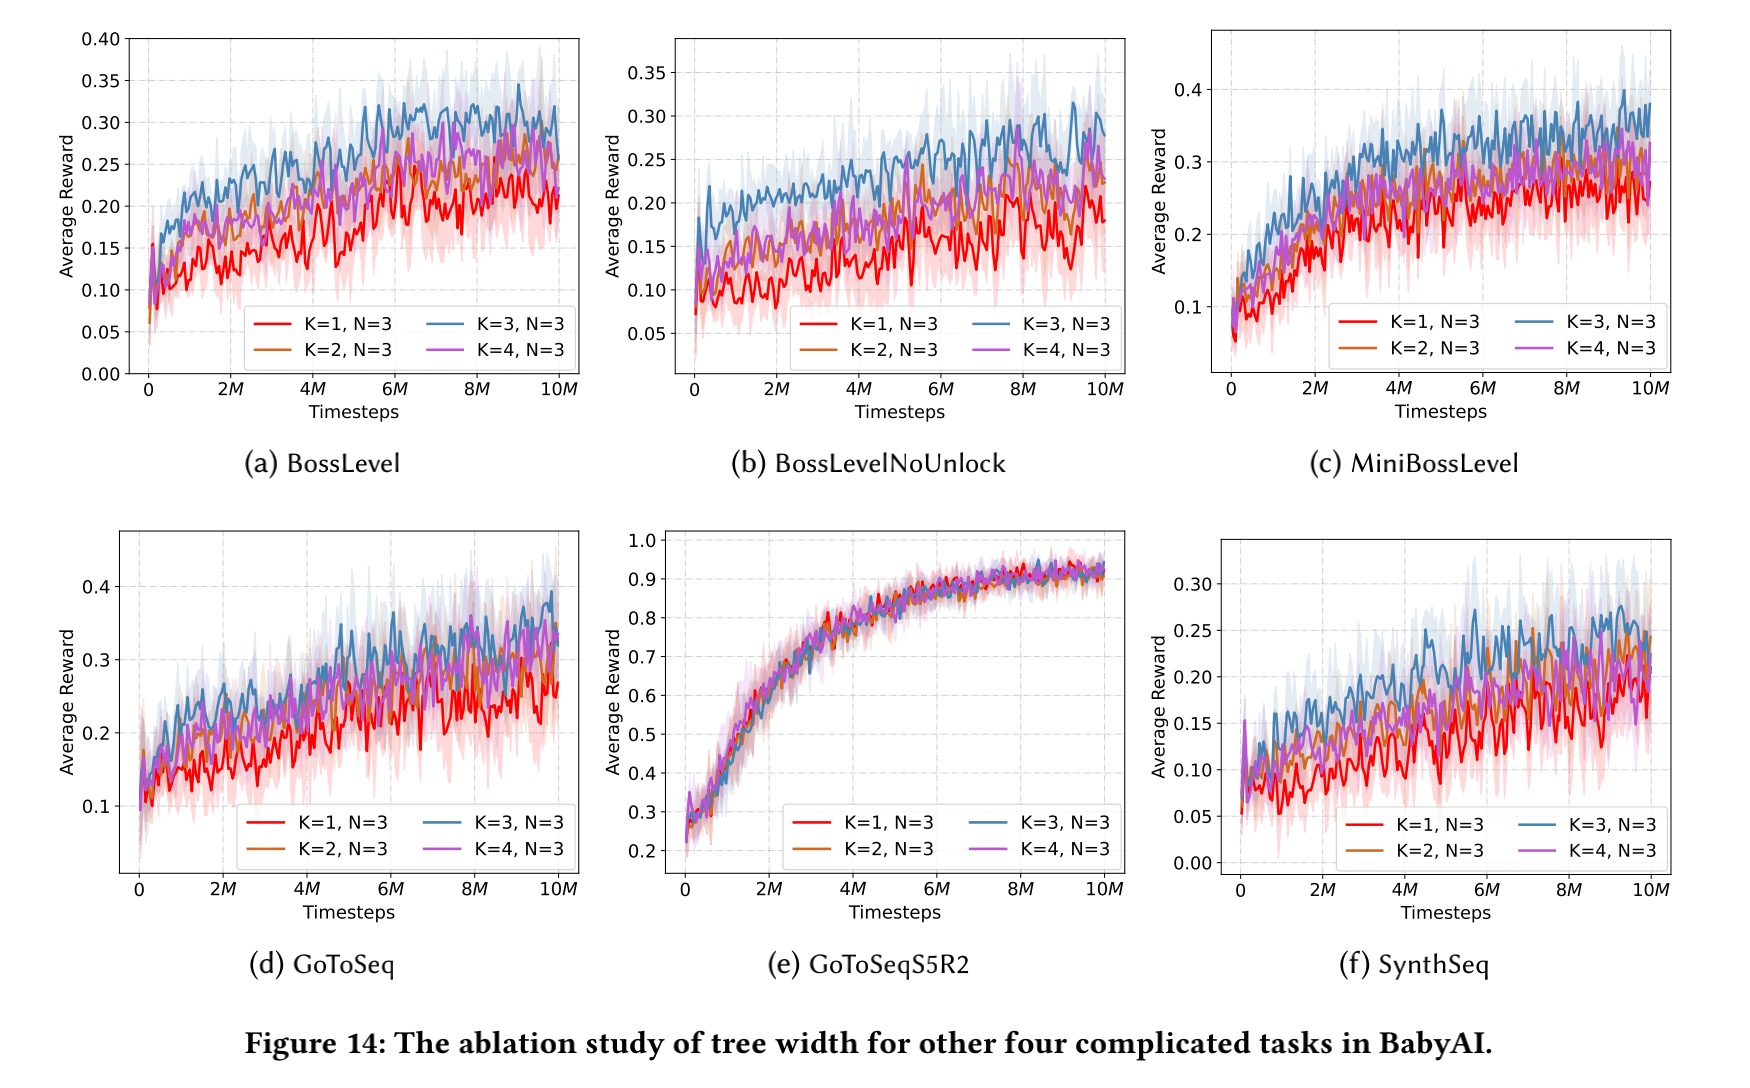 0.40
0.35
0.30
0.25
0.20
0.15
0.10
0.05
0.00
Average Reward
K=1, N=3 K=3, N=3
K=2, N=3 K=4, N=3
0 2M 4M 6M 8M 10M
Timesteps
(a) BossLevel
0.35
0.30
0.25
0.20
0.15
0.10
0.05
Average Reward
K=1, N=3 K=3, N=3
K=2, N=3 K=4, N=3
0 2M 4M 6M 8M 10M
Timesteps
(b) BossLevelNoUnlock
0.4
0.3
0.2
0.1
Average Reward
K=1, N=3 K=3, N=3
K=2, N=3 K=4, N=3
0 2M 4M 6M 8M 10M
Timesteps
(c) MiniBossLevel
0.4
0.3
0.2
0.1
Average Reward
K=1, N=3 K=3, N=3
K=2, N=3 K=4, N=3
0 2M 4M 6M 8M 10M
Timesteps
(d) GoToSeq
1.0
0.9
0.8
0.7
0.6
0.5
0.4
0.3
0.2
Average Reward
K=1, N=3 K=3, N=3
K=2, N=3 K=4, N=3
0 2M 4M 6M 8M 10M
Timesteps
(e) GoToSeqS5R2
0.30
0.25
0.20
0.15
0.10
0.05
0.00
Average Reward
K=1, N=3 K=3, N=3
K=2, N=3 K=4, N=3
0 2M 4M 6M 8M 10M
Timesteps
(f) SynthSeq
Figure 14: The ablation study of tree width for other four complicated tasks in BabyAI.